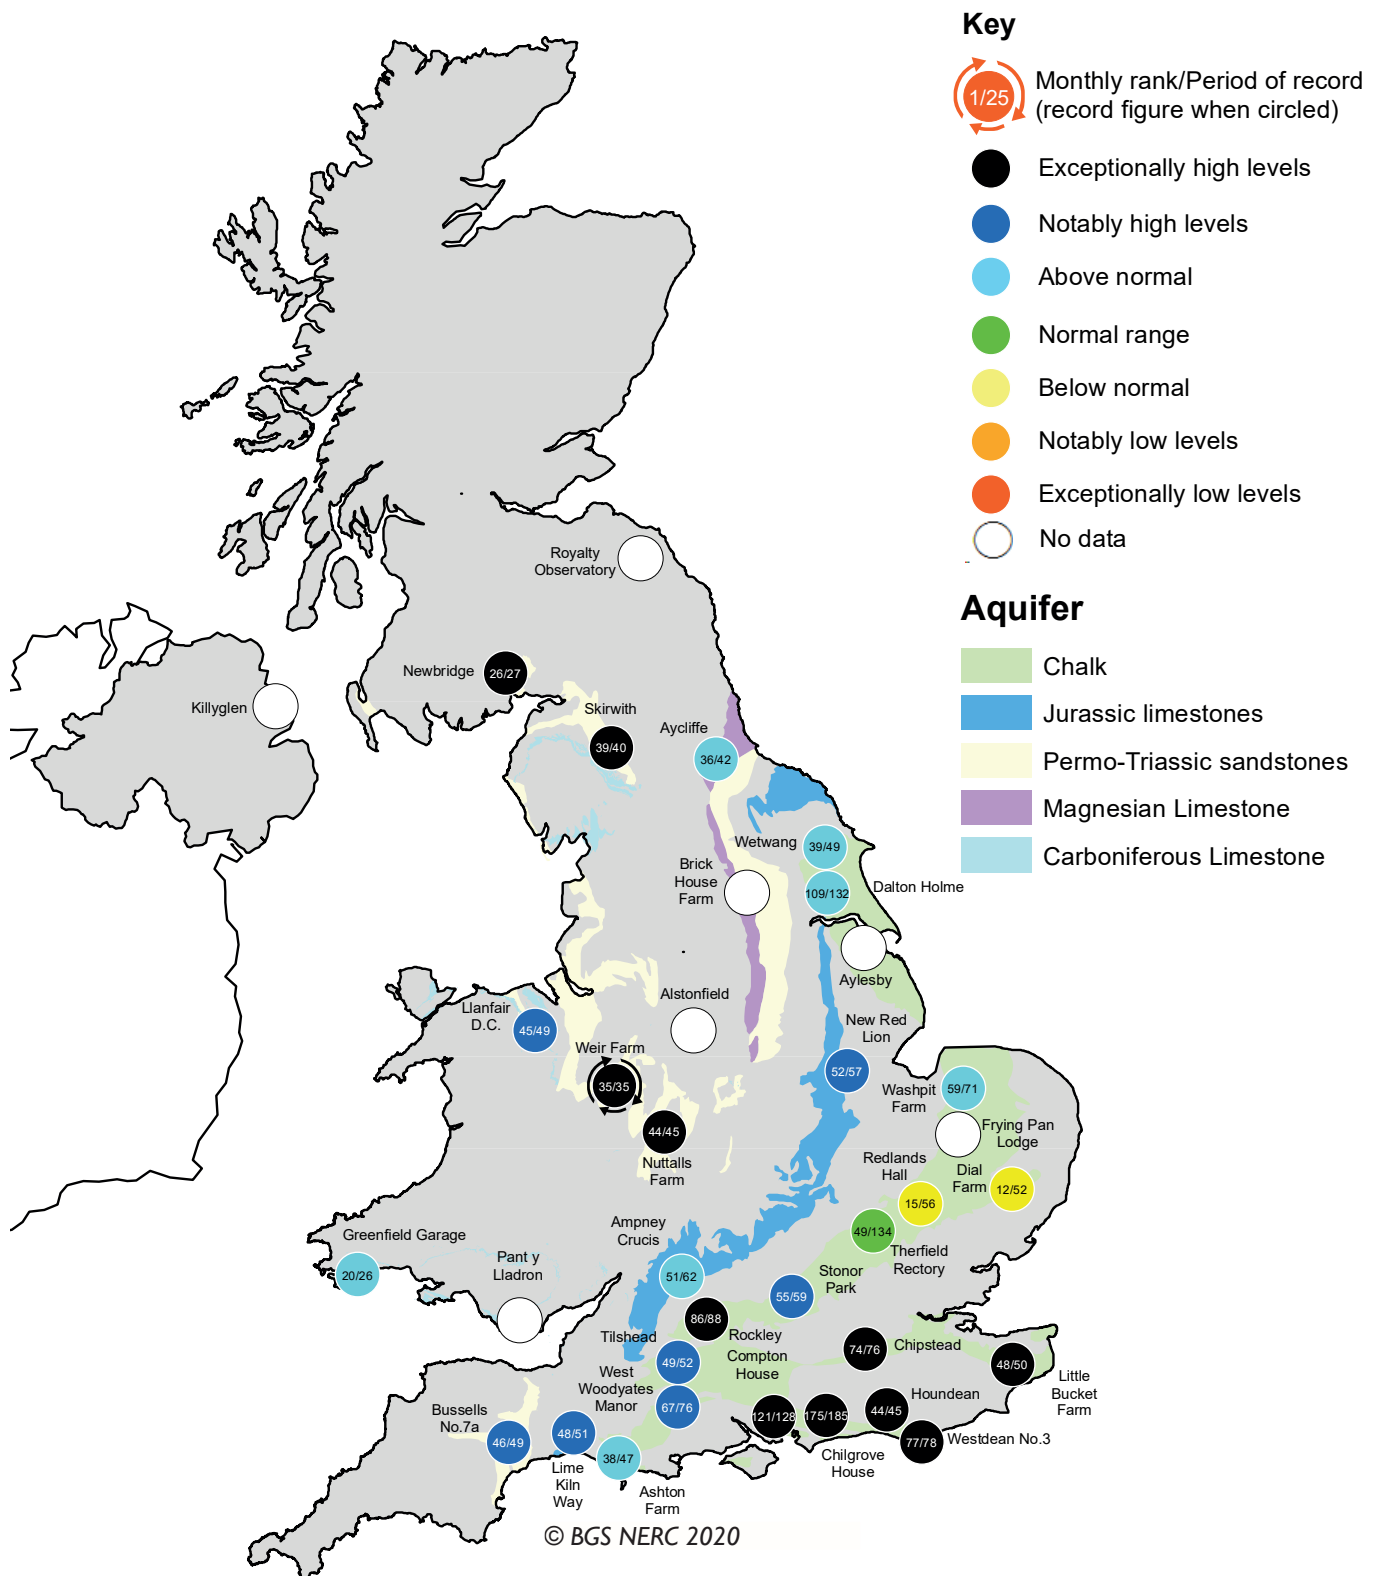 Key
1/25
Monthly rank/Period of record
(record figure when circled)
Exceptionally high levels
Notably high levels
Above normal
Normal range
Below normal
Notably low levels
Exceptionally low levels
No data
Aquifer
Chalk
Jurassic limestones
Permo-Triassic sandstones
Magnesian Limestone
Carboniferous Limestone
Royalty
Observatory
Newbridge
26/27
Killyglen
Skirwith
39/40
Aycliffe
36/42
Wetwang
39/49
Brick
House
Farm
109/132
Dalton Holme
Aylesby
Alstonfield
Llanfair
D.C.
45/49
New Red
Lion
52/57
Weir Farm
35/35
Washpit
Farm
59/71
44/45
Nuttalls
Farm
Frying Pan
Lodge
Redlands
Hall
15/56
Dial
Farm
12/52
49/134
Therfield
Rectory
Ampney
Crucis
51/62
Greenfield Garage
20/26
Pant y
Lladron
Stonor
Park
55/59
86/88
Rockley
Tilshead
49/52
Compton
House
74/76
Chipstead
48/50
Little
Bucket
Farm
West
Woodyates
Manor
67/76
Houndean
44/45
121/128
175/185
Chilgrove
House
77/78
Westdean No.3
Bussells
No.7a
46/49
48/51
Lime
Kiln
Way
38/47
Ashton
Farm
© BGS NERC 2020